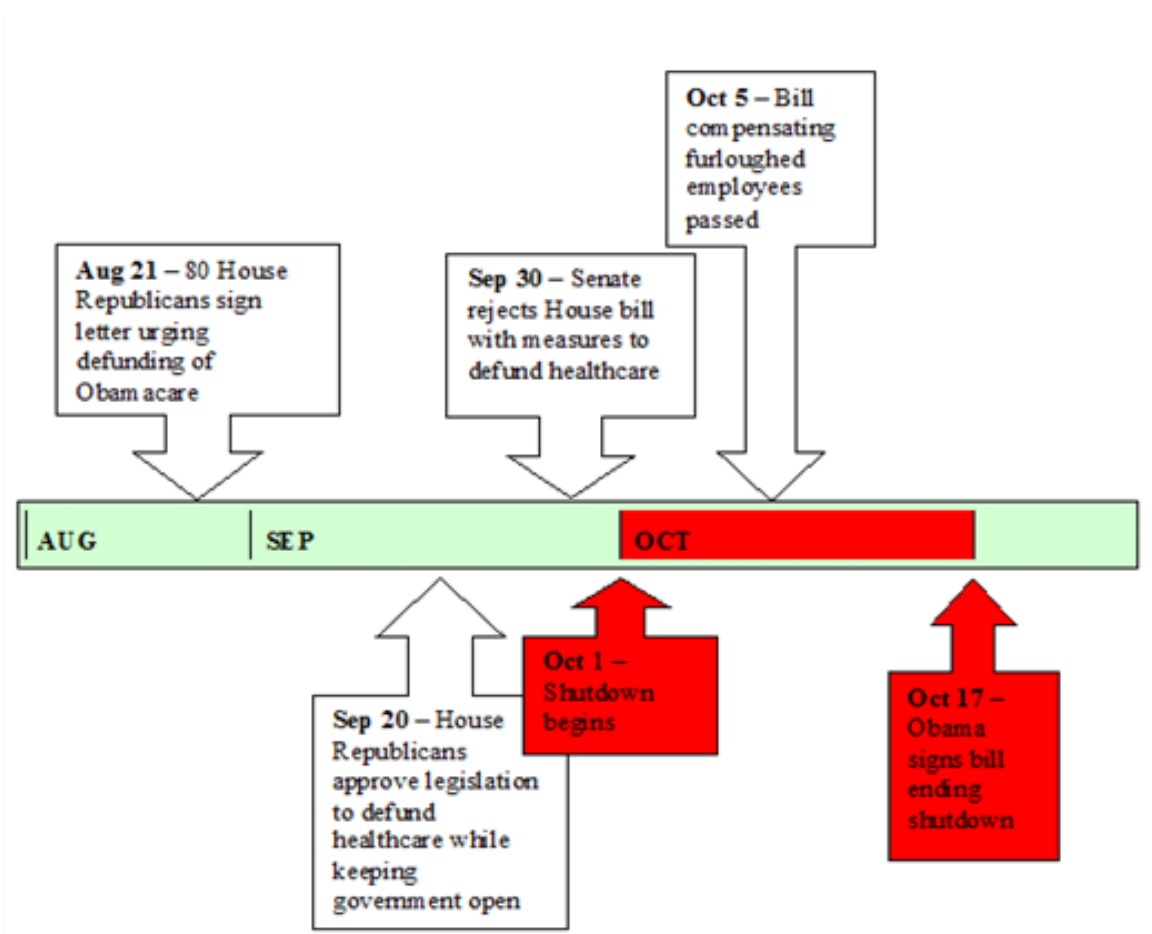 Oct 5 – Bill
compensating
furloughed
employees
passed
Aug 21 – 80 House
Republicans sign
letter urging
defunding of
Obamacare
Sep 30 – Senate
rejects House bill
with measures to
defund healthcare
AUG
SEP
OCT
Sep 20 – House
Republicans
approve legislation
to defund
healthcare while
keeping
government open
Oct 1 –
Shutdown
begins
Oct 17 –
Obama
signs bill
ending
shutdown